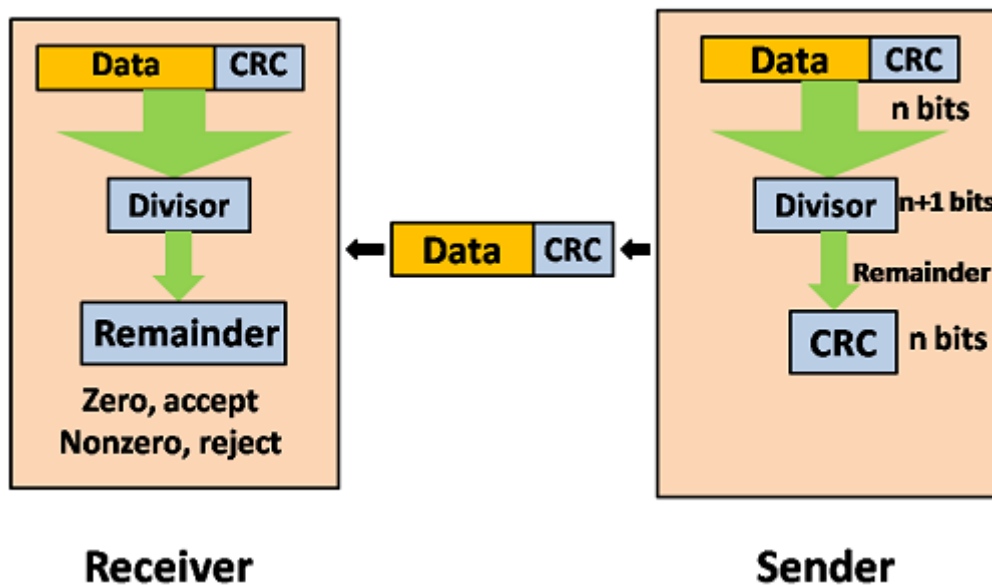 Data CRC
Divisor
Remainder
Zero, accept
Nonzero, reject
Receiver
Data CRC
Data CRC
n bits
Divisor n+1 bits
Remainder
CRC n bits
Sender